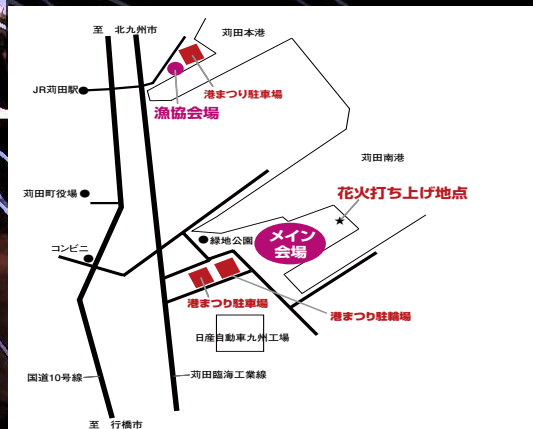 至 北九州市
苅田本港
JR苅田駅
港まつり駐車場
漁協会場
苅田南港
苅田町役場
花火打ち上げ地点
コンビニ
緑地公園
メイン
会場
港まつり駐車場
港まつり駐輪場
日産自動車九州工場
国道10号線
苅田臨海工業線
至 行橋市